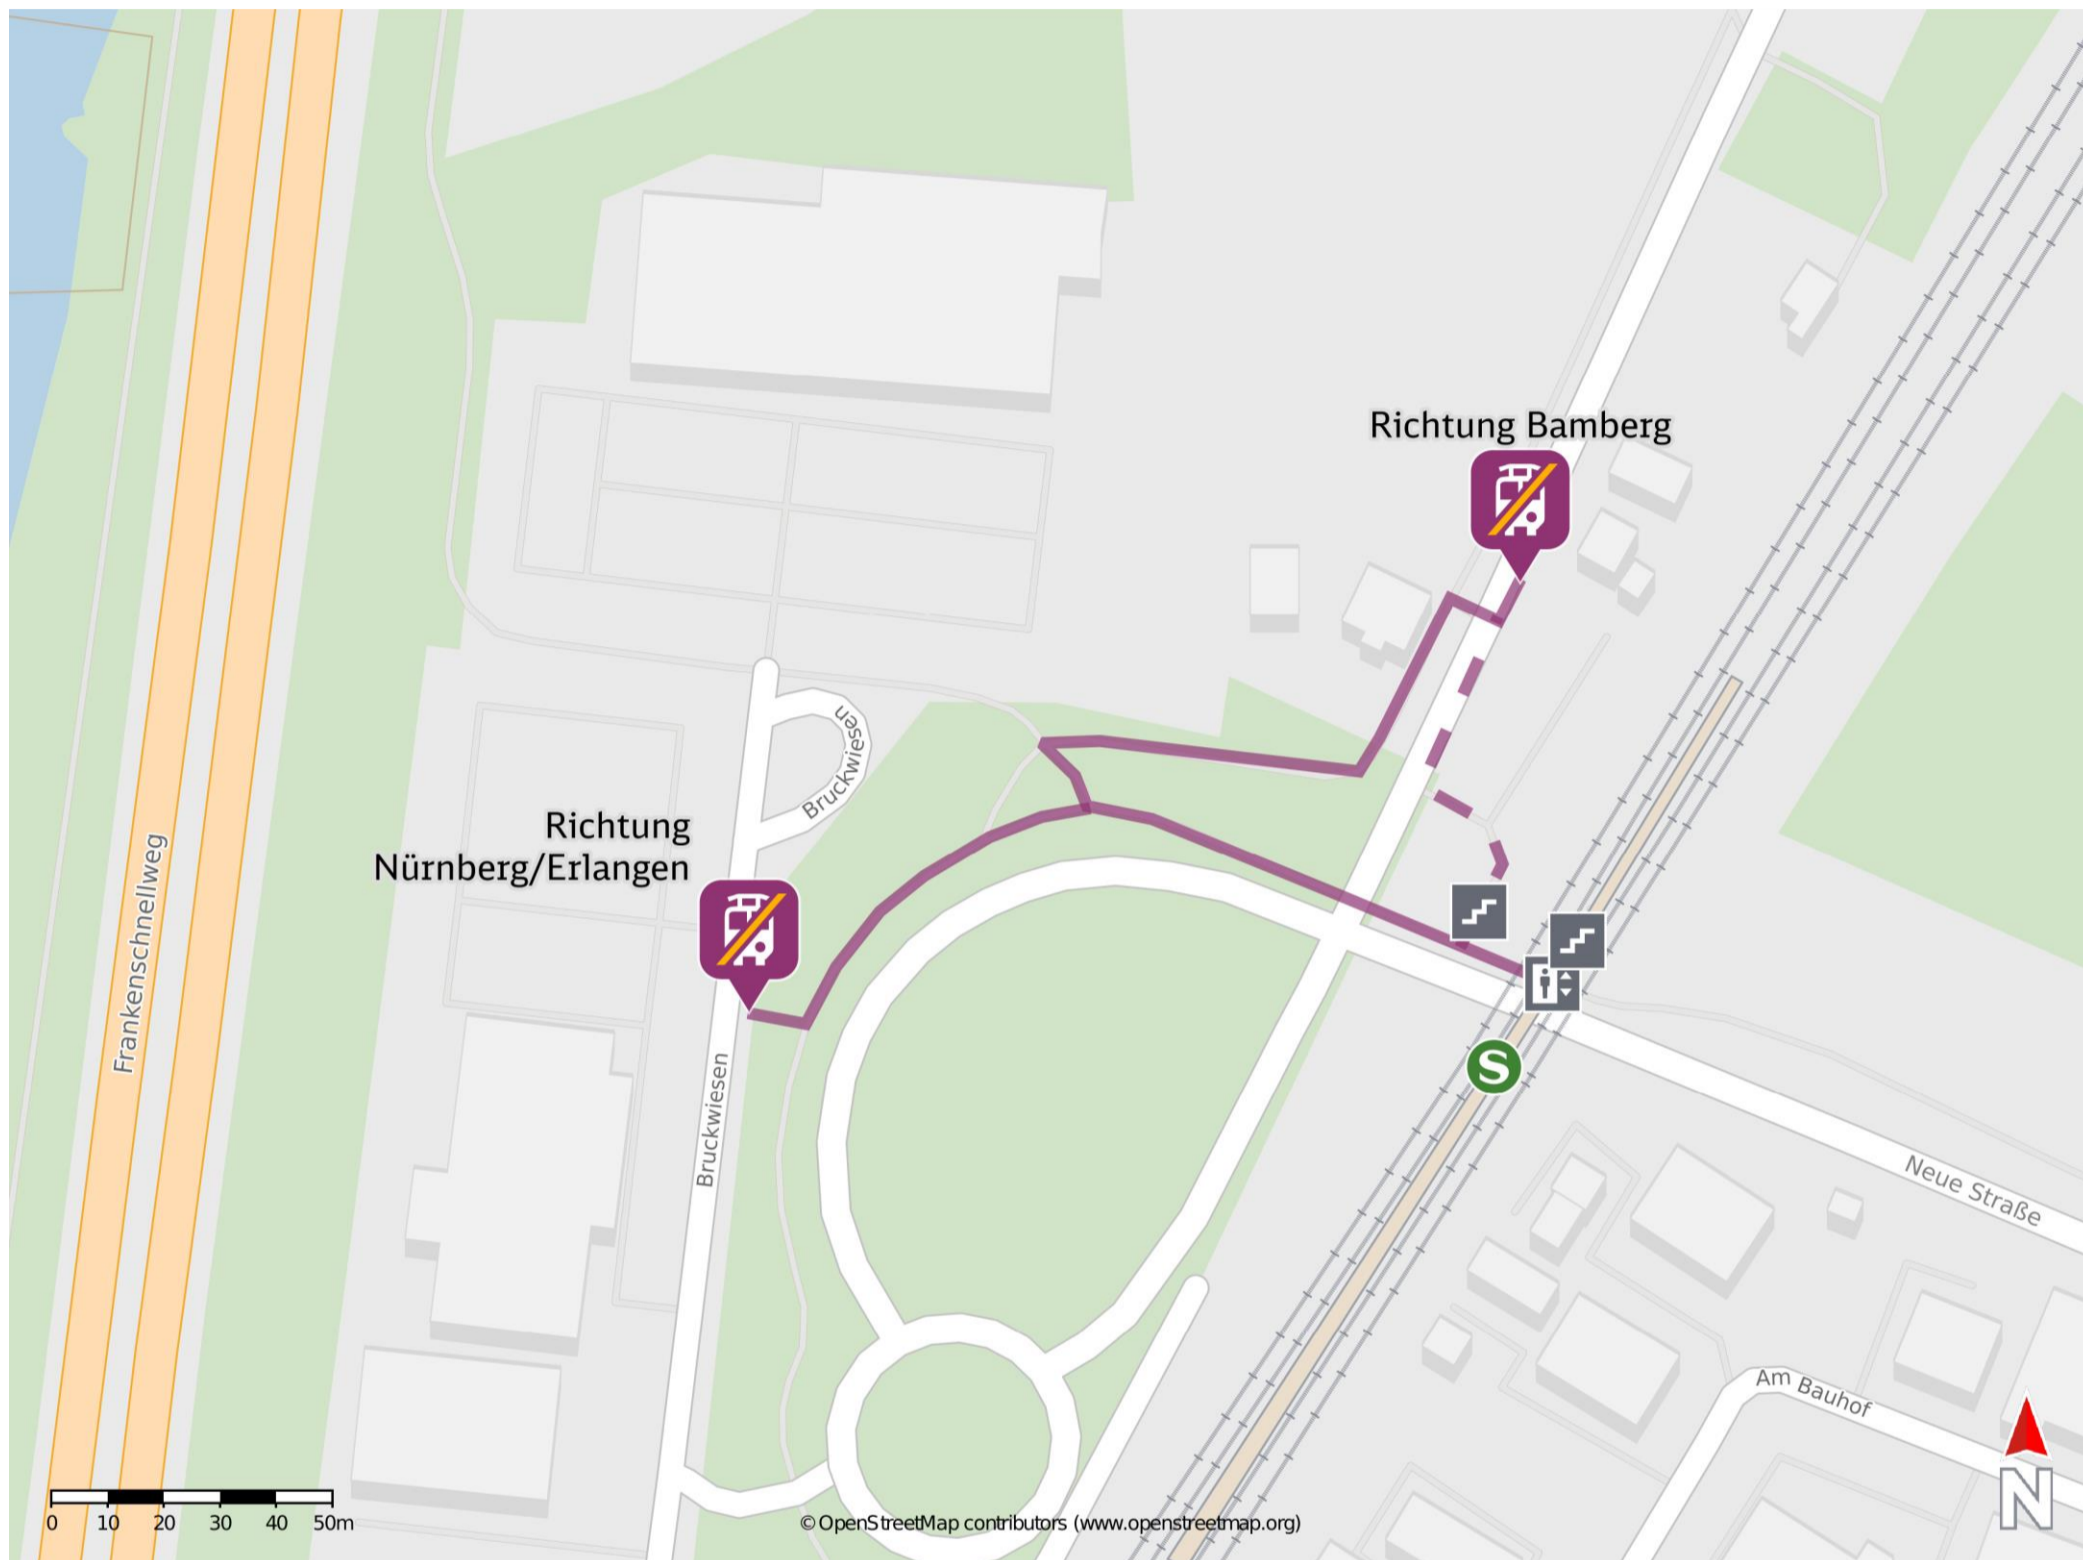 Richtung Bamberg
Bruckwiesen
Bruckwiesen
Richtung
Nürnberg/Erlangen
Frankenschnellweg
S
Bruckwiesen
Neue Straße
Am Bauhof
N
0 10 20 30 40 50m
© OpenStreetMap contributors (www.openstreetmap.org)